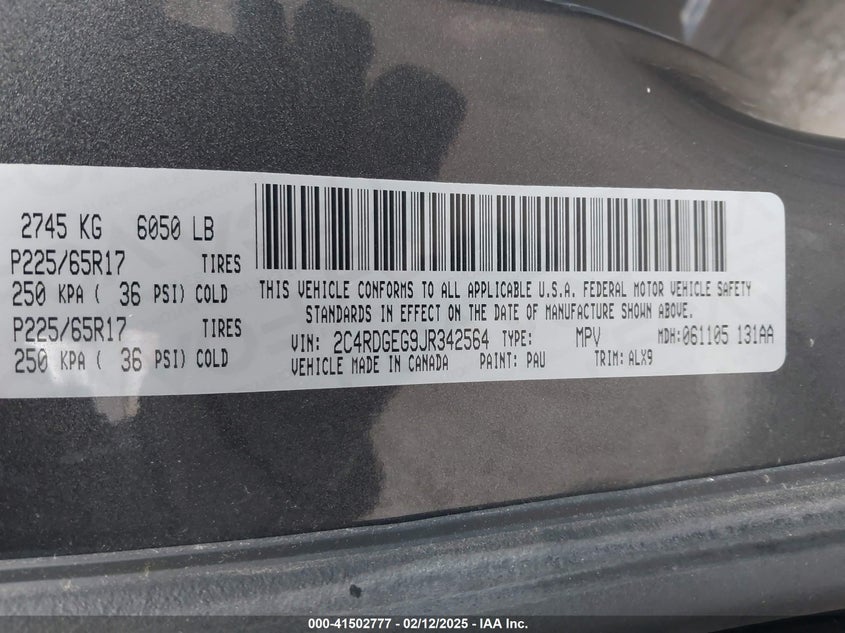 2745 KG 6050 LB
P225/65R17 TIRES
250 KPA ( 36 PSI) COLD
P225/65R17 TIRES
250 KPA ( 36 PSI) COLD
THIS VEHICLE CONFORMS TO ALL APPLICABLE U.S.A. FEDERAL MOTOR VEHICLE SAFETY
STANDARDS IN EFFECT ON THE DATE OF MANUFACTURE SHOWN ABOVE.
VIN: 2C4RDGEG9JR342564 TYPE: MPV MDH:061105 131AA
VEHICLE MADE IN CANADA PAINT: PAU TRIM: ALX9
000-41502777 - 02/12/2025 - IAA Inc.